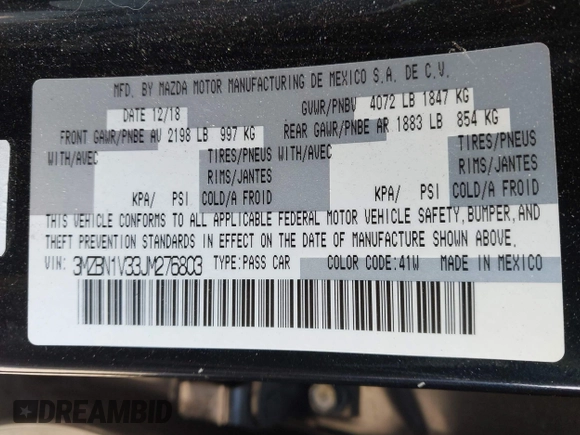 MFD. BY MAZDA MOTOR MANUFACTURING DE MEXICO S.A. DE C.V.
DATE 12/18 GVWR/PNBV 4072 LB 1847 KG
FRONT GAWR/PNBE AV 2198 LB 997 KG REAR GAWR/PNBE AR 1883 LB 854 KG
WITH/AVEC TIRES/PNEUS WITH/AVEC TIRES/PNEUS
RIMS/JANTES RIMS/JANTES
KPA/ PSI COLD/A FROID KPA/ PSI COLD/A FROID
THIS VEHICLE CONFORMS TO ALL APPLICABLE FEDERAL MOTOR VEHICLE SAFETY, BUMPER, AND
THEFT PREVENTION STANDARDS IN EFFECT ON THE DATE OF MANUFACTURE SHOWN ABOVE.
VIN: 3MZBN1V33JM276803 TYPE:PASS CAR COLOR CODE:41W MADE IN MEXICO
DREAMBID